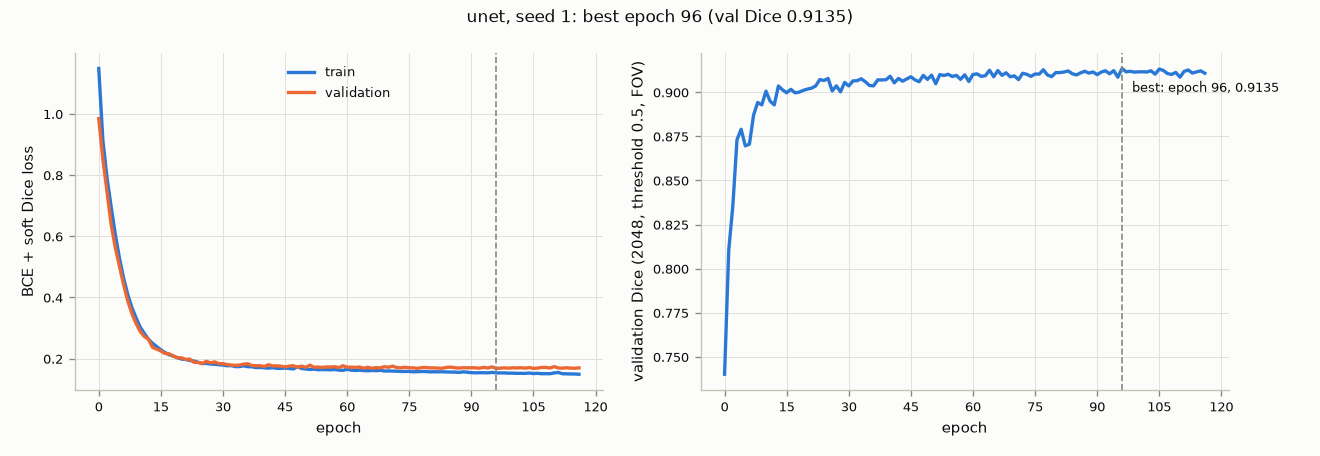 unet, seed 1: best epoch 96 (val Dice 0.9135)
BCE + soft Dice loss
1.0
0.8
0.6
0.4
0.2
train
validation
0 15 30 45 60 75 90 105 120
epoch
validation Dice (2048, threshold 0.5, FOV)
0.900
0.875
0.850
0.825
0.800
0.775
0.750
best: epoch 96, 0.9135
0 15 30 45 60 75 90 105 120
epoch